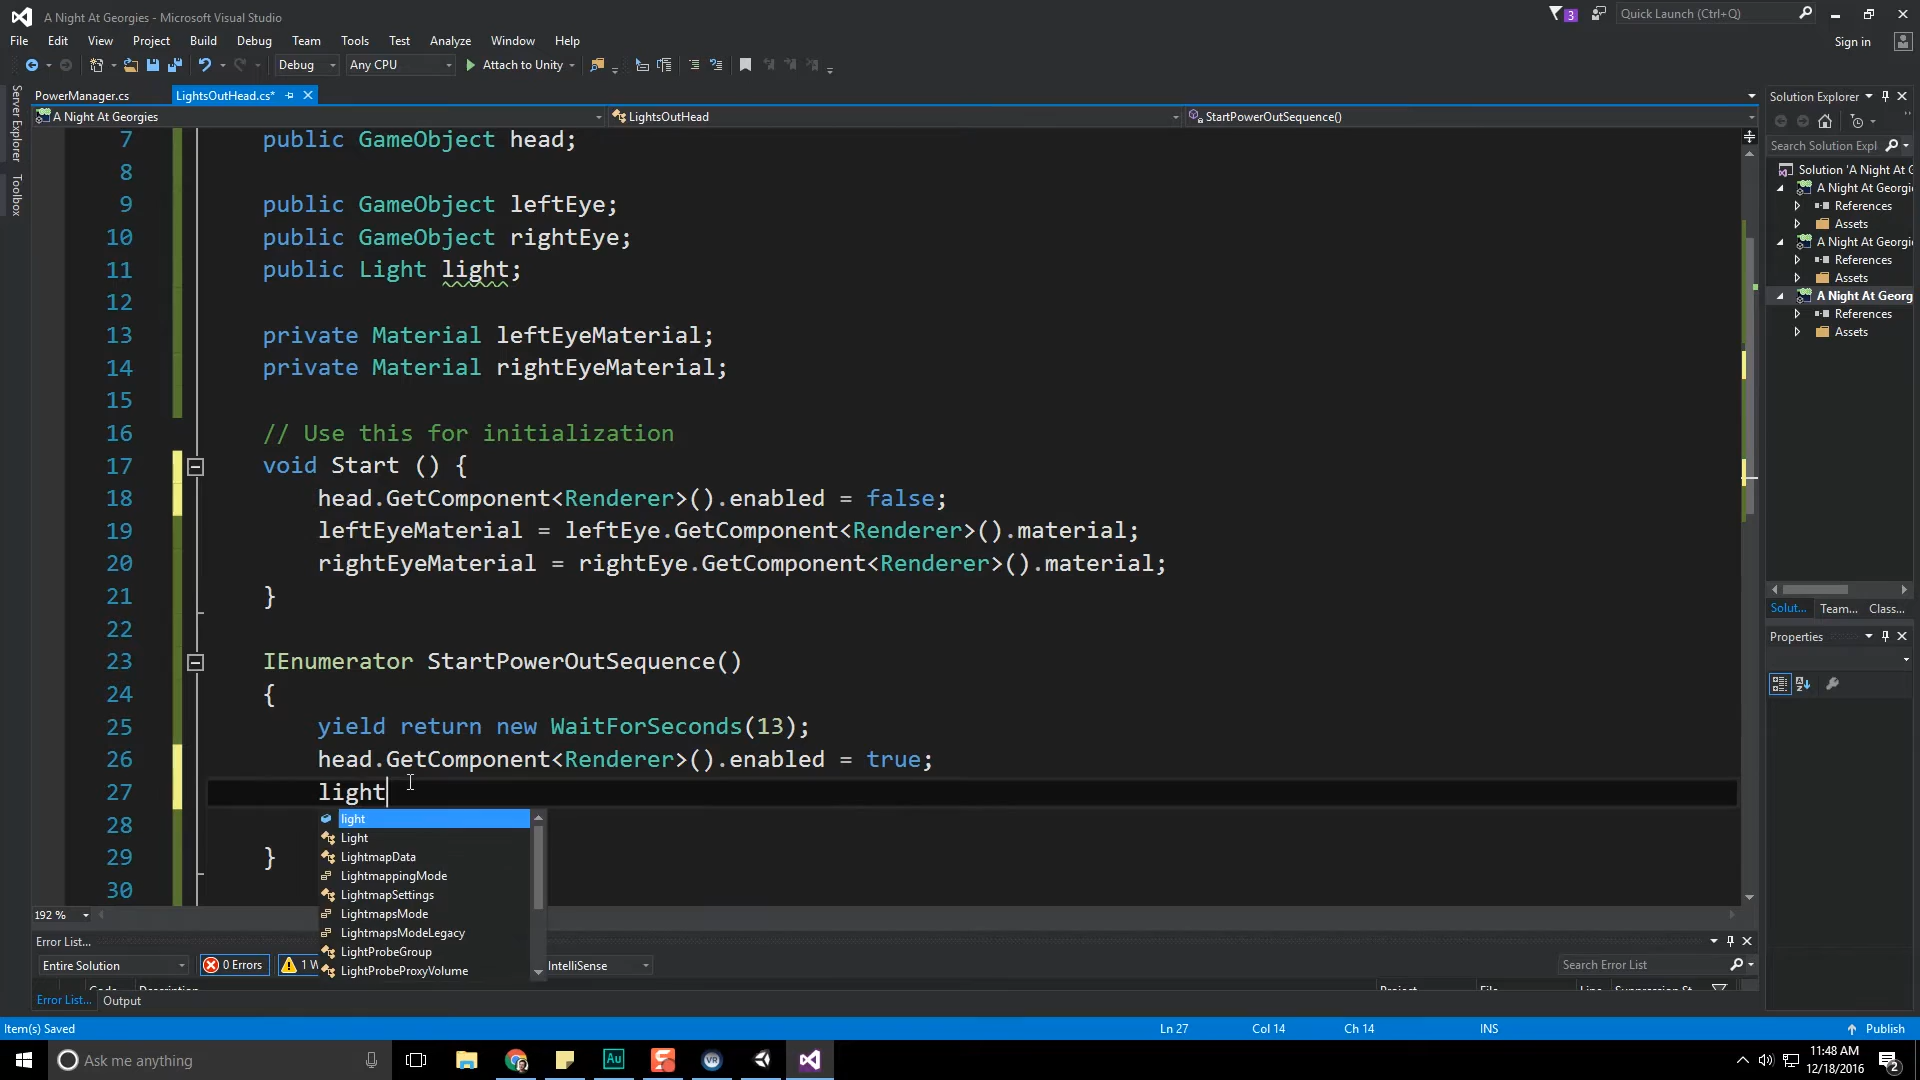 A Night At Georgies - Microsoft Visual Studio
3
Quick Launch (Ctrl+Q)
File Edit View Project Build Debug Team Tools Test Analyze Window Help
Sign in
Debug Any CPU Attach to Unity
Server Explorer
Toolbox
PowerManager.cs LightsOutHead.cs*
A Night At Georgies LightsOutHead StartPowerOutSequence()
7 public GameObject head;
8
9 public GameObject leftEye;
10 public GameObject rightEye;
11 public Light light;
12
13 private Material leftEyeMaterial;
14 private Material rightEyeMaterial;
15
16 // Use this for initialization
17 void Start () {
18 head.GetComponent<Renderer>().enabled = false;
19 leftEyeMaterial = leftEye.GetComponent<Renderer>().material;
20 rightEyeMaterial = rightEye.GetComponent<Renderer>().material;
21 }
22
23 IEnumerator StartPowerOutSequence()
24 {
25 yield return new WaitForSeconds(13);
26 head.GetComponent<Renderer>().enabled = true;
27 light
28
29 }
30
light
Light
LightmapData
LightmappingMode
LightmapSettings
LightmapsMode
LightmapsModeLegacy
LightProbeGroup
LightProbeProxyVolume
192 %
Solution Explorer
Search Solution Expl
Solution 'A Night At G
A Night At Georgi
References
Assets
A Night At Georgi
References
Assets
A Night At Georg
References
Assets
Solut... Team... Class...
Properties
Error List...
Entire Solution 0 Errors 1 W IntelliSense
Search Error List
Error List... Output
Item(s) Saved Ln 27 Col 14 Ch 14 INS Publish
Ask me anything
Au
VR
11:48 AM
12/18/2016
2